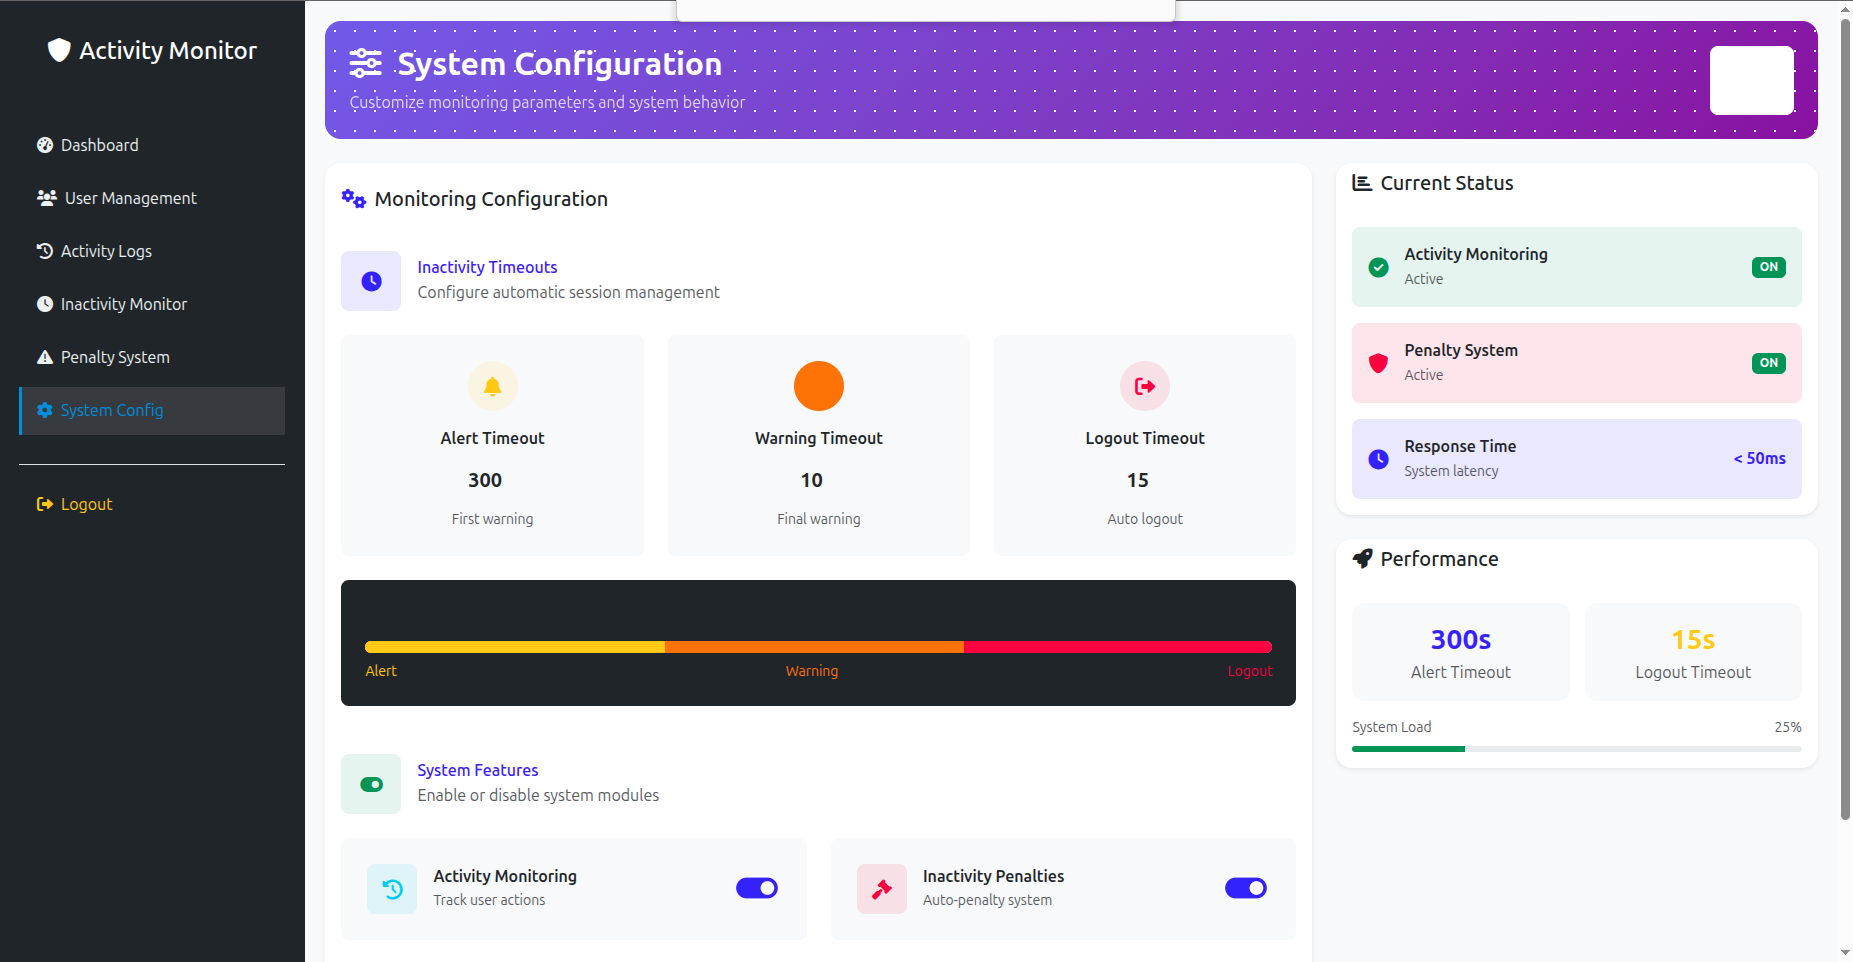 Activity Monitor
Dashboard
User Management
Activity Logs
Inactivity Monitor
Penalty System
System Config
Logout
System Configuration
Customize monitoring parameters and system behavior
Monitoring Configuration
Inactivity Timeouts
Configure automatic session management
Alert Timeout
300
First warning
Warning Timeout
10
Final warning
Logout Timeout
15
Auto logout
Alert
Warning
Logout
System Features
Enable or disable system modules
Activity Monitoring
Track user actions
Inactivity Penalties
Auto-penalty system
Current Status
Activity Monitoring
Active
ON
Penalty System
Active
ON
Response Time
System latency
< 50ms
Performance
300s
Alert Timeout
15s
Logout Timeout
System Load
25%